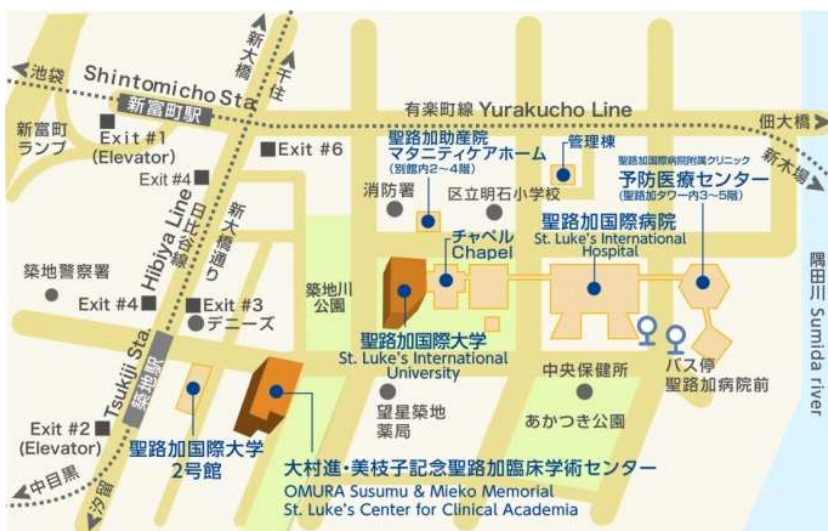 池袋
Shintomicho Sta.
新富町駅
新大橋
千住
有楽町線 Yurakucho Line
佃大橋
新木場
新富町
ランプ
Exit #1
(Elevator)
Exit #6
Exit #4
聖路加助産院
マタニティケアホーム
(別館内2~4階)
管理棟
聖路加国際病院附属クリニック
予防医療センター
(聖路加タワー内3~5階)
消防署
区立明石小学校
Hibiya Line
日比谷線
新大橋通り
チャペル
Chapel
聖路加国際病院
St. Luke's International
Hospital
築地警察署
築地川
公園
Exit #4
Exit #3
デニーズ
聖路加国際大学
St. Luke's International
University
隅田川 Sumida river
Tsukiji Sta.
築地駅
中央保健所
バス停
聖路加病院前
望星築地
薬局
あかつき公園
Exit #2
(Elevator)
聖路加国際大学
2号館
大村進・美枝子記念聖路加臨床学術センター
OMURA Susumu & Mieko Memorial
St. Luke's Center for Clinical Academia
中目黒
汐留